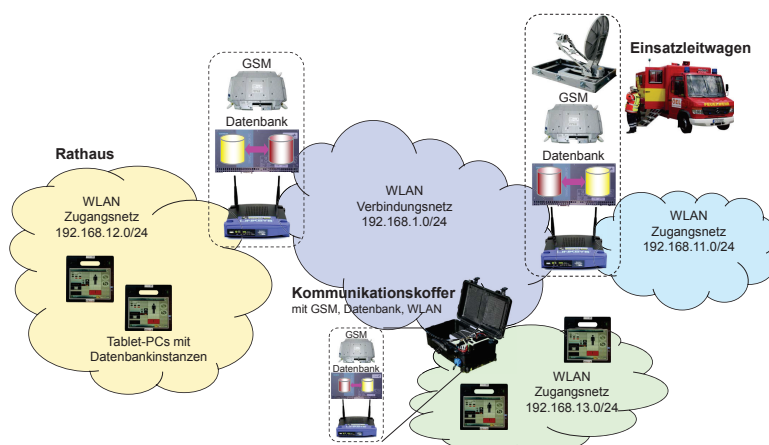 GSM
Datenbank
Rathaus
WLAN
Zugangsnetz
192.168.12.0/24
Tablet-PCs mit
Datenbankinstanzen
WLAN
Verbindungsnetz
192.168.1.0/24
Einsatzleitwagen
GSM
Datenbank
WLAN
Zugangsnetz
192.168.11.0/24
Kommunikationskoffer
mit GSM, Datenbank, WLAN
GSM
Datenbank
WLAN
Zugangsnetz
192.168.13.0/24